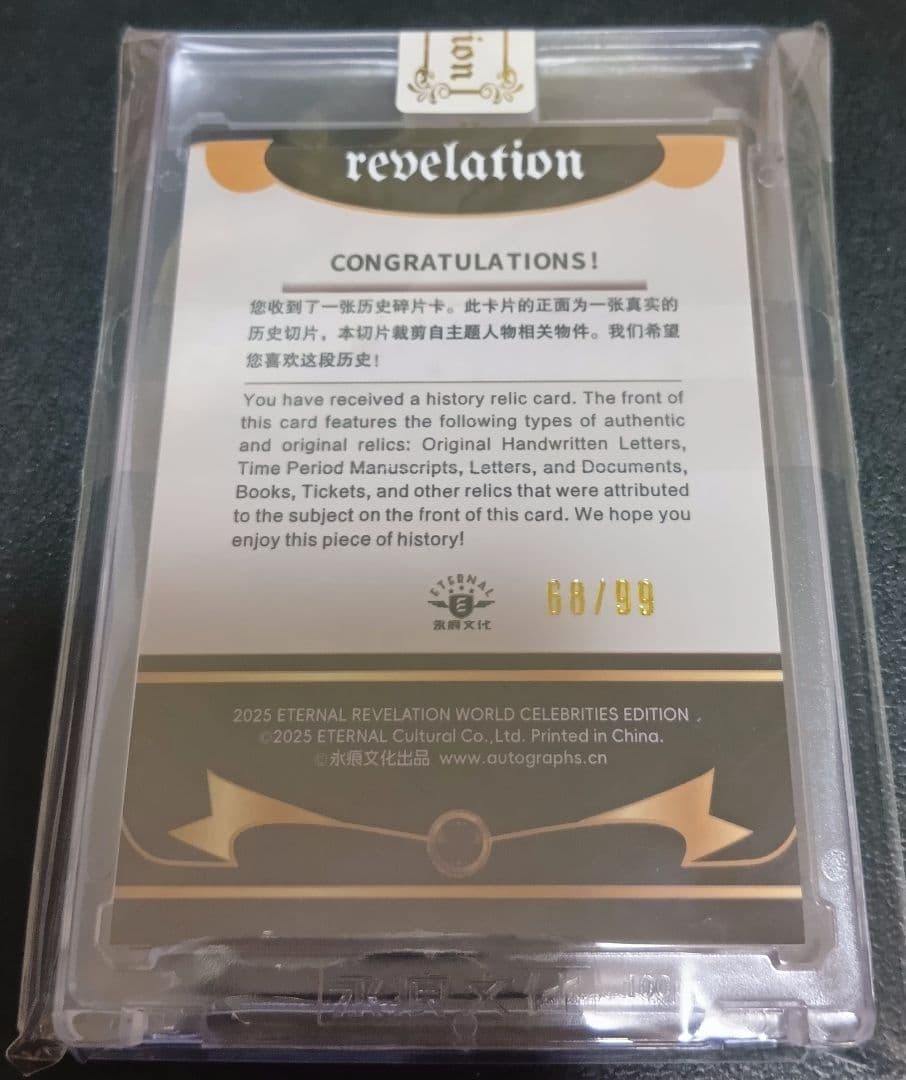 ion
revelation
CONGRATULATIONS!
您收到了一张历史碎片卡。此卡片的正面为一张真实的
历史切片，本切片裁剪自主题人物相关物件。我们希望
您喜欢这段历史！
You have received a history relic card. The front of
this card features the following types of authentic
and original relics: Original Handwritten Letters,
Time Period Manuscripts, Letters, and Documents,
Books, Tickets, and other relics that were attributed
to the subject on the front of this card. We hope you
enjoy this piece of history!
ETERNAL
永痕文化
68/99
2025 ETERNAL REVELATION WORLD CELEBRITIES EDITION
©2025 ETERNAL Cultural Co.,Ltd. Printed in China.
©永痕文化出品 www.autographs.cn
永痕文化 100